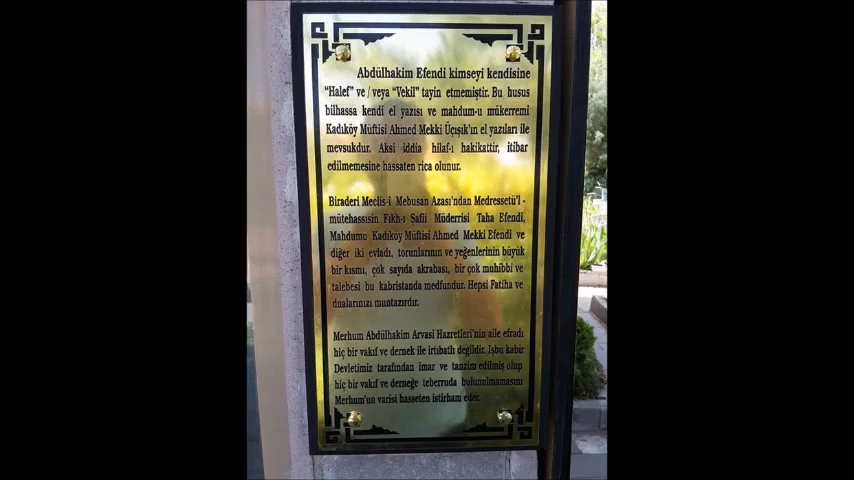 Abdülhakim Efendi kimseyi kendisine
"Halef" ve / veya "Vekil" tayin etmemiştir. Bu husus
bilhassa kendi el yazısı ve mahdum-u mükerremi
Kadıköy Müftisi Ahmed Mekki Üçışık'ın el yazıları ile
mevsukdur. Aksi iddia hilaf-ı hakikattir, itibar
edilmemesine hassaten rica olunur.
Biraderi Meclis-i Mebusan Azası'ndan Medressetü'l -
mütehassisin Fıkh-ı Şafii Müderrisi Taha Efendi,
Mahdumu Kadıköy Müftisi Ahmed Mekki Efendi ve
diğer iki evladı, torunlarının ve yeğenlerinin büyük
bir kısmı, çok sayıda akrabası, bir çok muhibbi ve
talebesi bu kabristanda medfundur. Hepsi Fatiha ve
dualarınızı muntazırdır.
Merhum Abdülhakim Arvasi Hazretleri'nin aile efradı
hiç bir vakıf ve dernek ile irtibatlı değildir. İşbu kabir
Devletimiz tarafından imar ve tanzim edilmiş olup
hiç bir vakıf ve derneğe teberruda bulunulmamasını
Merhum'un varisi hasseten istirham eder.